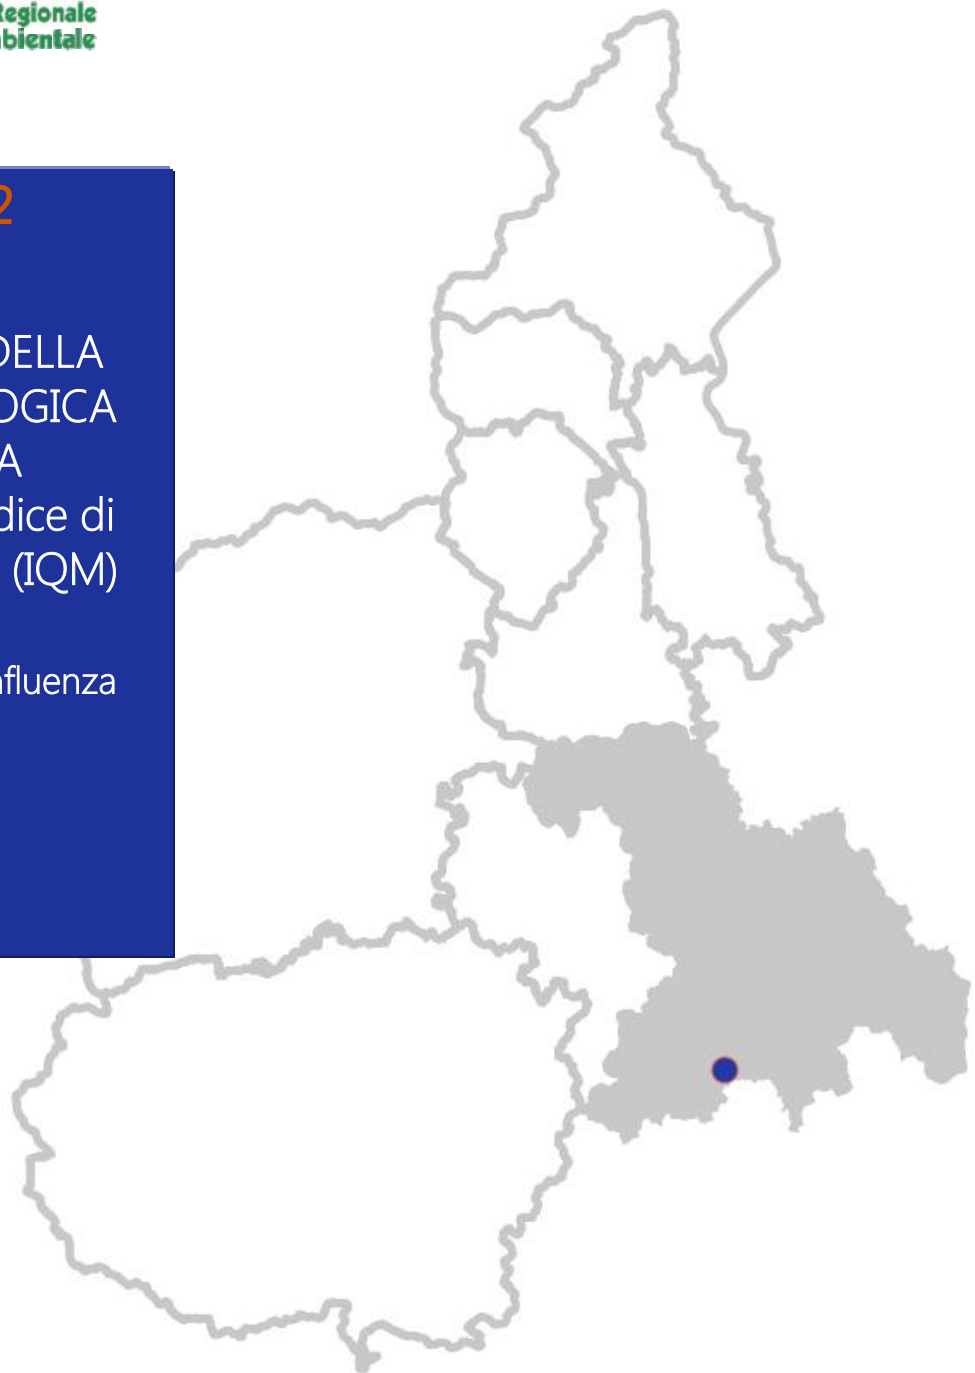 Regionale
bientale
2
DELLA
OGICA
A
dice di
(IQM)
fluenza